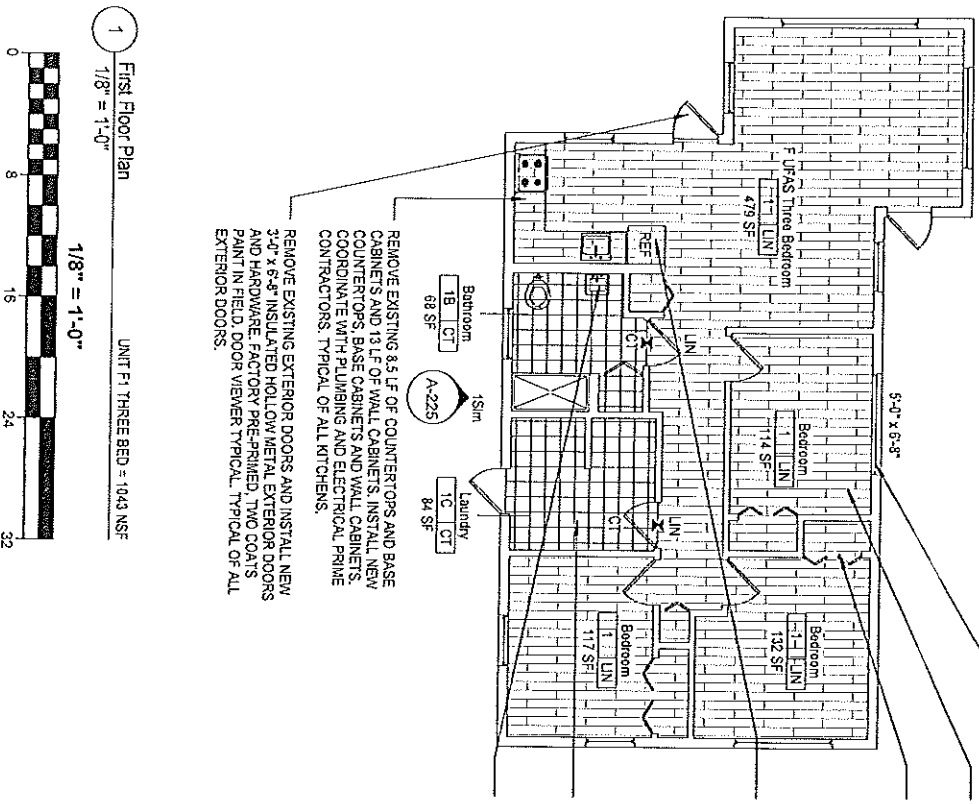 F UFAS Three Bedroom
1 LIN
479 SF
REF
LIN
CT
5'-0" x 6'-8"
Bedroom
1 LIN
114 SF
Bedroom
1 LIN
132 SF
Bedroom
1 LIN
117 SF
LIN
CT
Bathroom
1B CT
68 SF
1Sim
A-225
Laundry
1C CT
84 SF
REMOVE EXISTING 8.5 LF OF COUNTERTOPS AND BASE
CABINETS AND 13 LF OF WALL CABINETS. INSTALL NEW
COUNTERTOPS, BASE CABINETS AND WALL CABINETS.
COORDINATE WITH PLUMBING AND ELECTRICAL PRIME
CONTRACTORS. TYPICAL OF ALL KITCHENS.
REMOVE EXISTING EXTERIOR DOORS AND INSTALL NEW
3'-0" x 6'-8" INSULATED HOLLOW METAL EXTERIOR DOORS
AND HARDWARE. FACTORY PRE-PRIMED, TWO COATS
PAINT IN FIELD. DOOR VIEWER TYPICAL. TYPICAL OF ALL
EXTERIOR DOORS.
1
First Floor Plan
1/8" = 1'-0"
UNIT F1 THREE BED = 1043 NSF
1/8" = 1'-0"
0 8 16 24 32